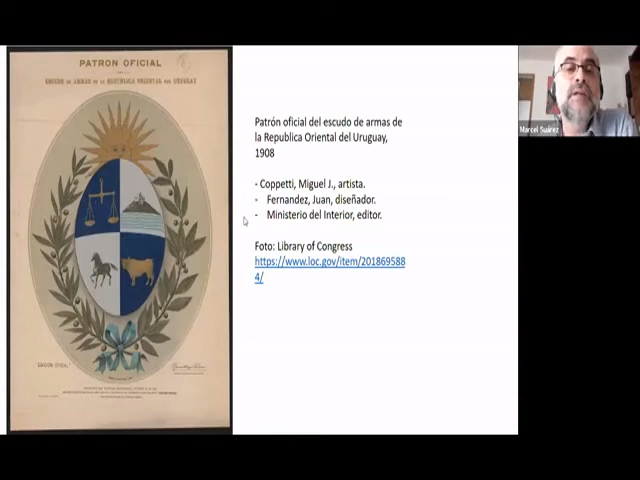 PATRON OFICIAL
ESCUDO DE ARMAS DE LA REPÚBLICA ORIENTAL DEL URUGUAY
Patrón oficial del escudo de armas de
la Republica Oriental del Uruguay,
1908
- Coppetti, Miguel J., artista.
- Fernandez, Juan, diseñador.
- Ministerio del Interior, editor.
Foto: Library of Congress
https://www.loc.gov/item/201869588
4/
Marcel Suárez